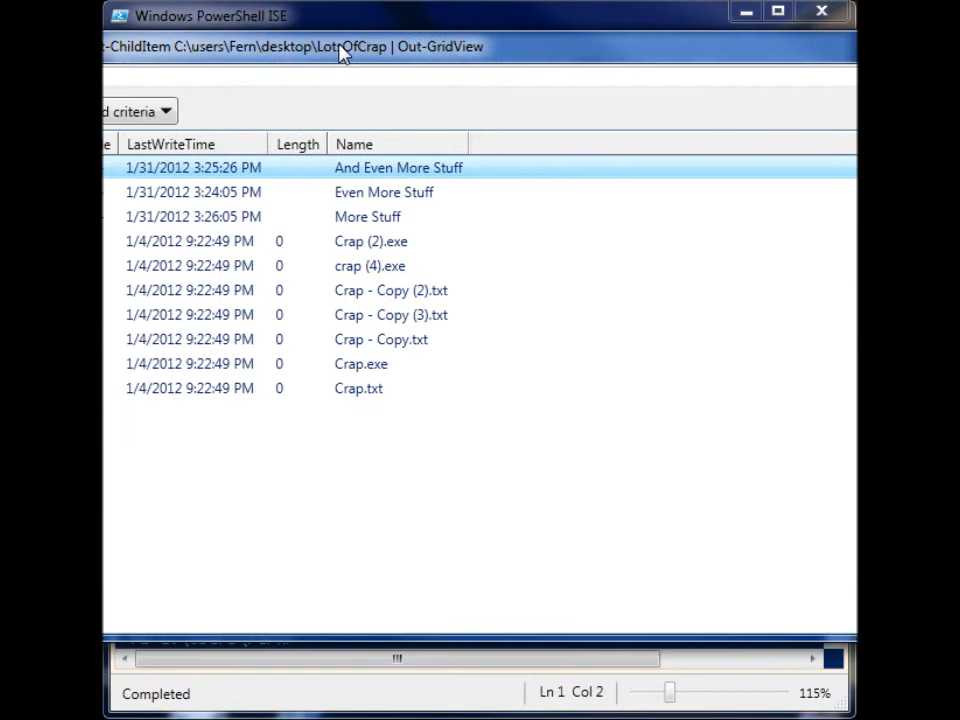 Windows PowerShell ISE
t-ChildItem C:\users\Fern\desktop\LotsOfCrap | Out-GridView
d criteria
e LastWriteTime Length Name
1/31/2012 3:25:26 PM And Even More Stuff
1/31/2012 3:24:05 PM Even More Stuff
1/31/2012 3:26:05 PM More Stuff
1/4/2012 9:22:49 PM 0 Crap (2).exe
1/4/2012 9:22:49 PM 0 crap (4).exe
1/4/2012 9:22:49 PM 0 Crap - Copy (2).txt
1/4/2012 9:22:49 PM 0 Crap - Copy (3).txt
1/4/2012 9:22:49 PM 0 Crap - Copy.txt
1/4/2012 9:22:49 PM 0 Crap.exe
1/4/2012 9:22:49 PM 0 Crap.txt
Completed Ln 1 Col 2 115%